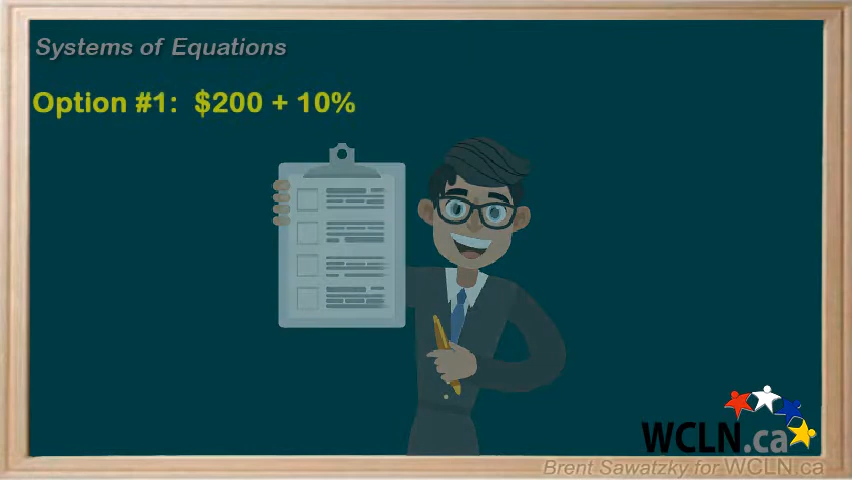 Systems of Equations
Option #1: $200 + 10%
WCLN.ca
Brent Sawatzky for WCLN.ca